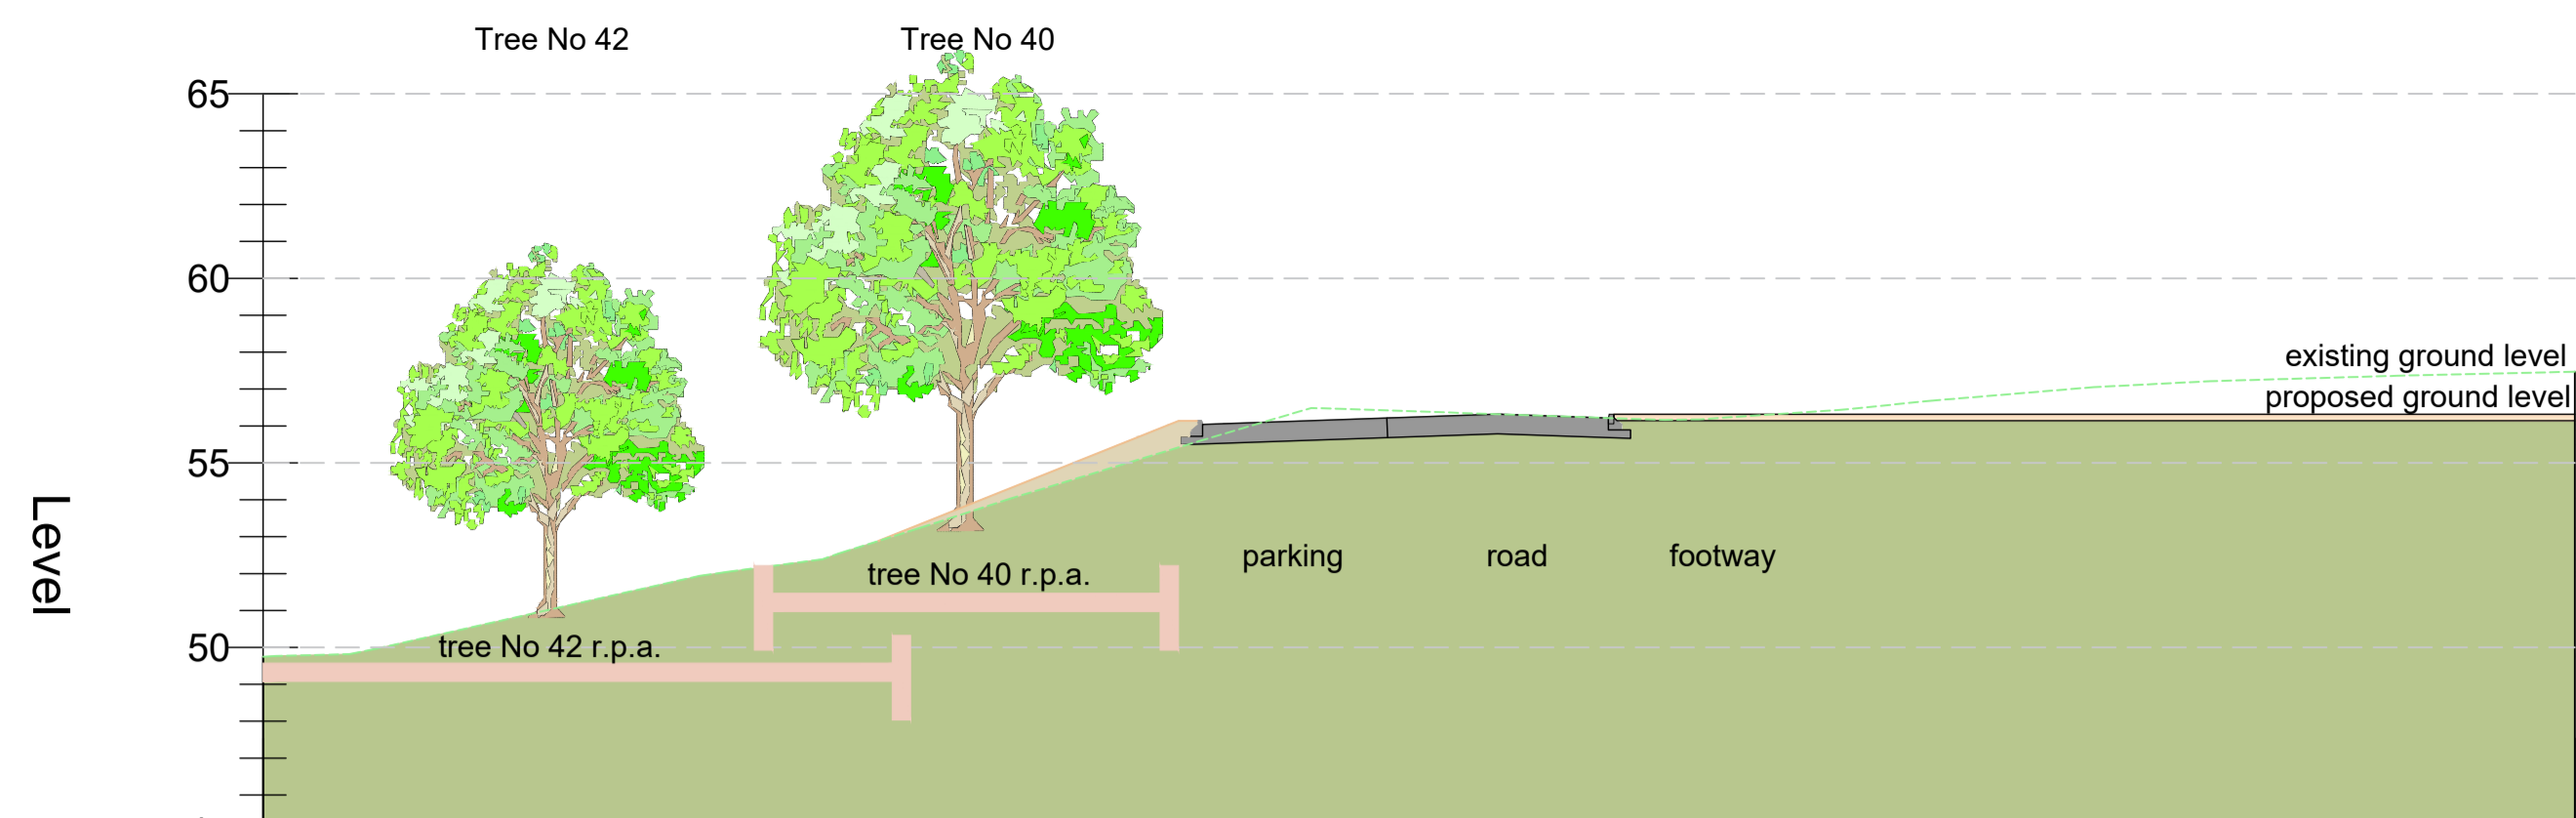 Tree No 42
Tree No 40
65
60
existing ground level
proposed ground level
55
Level
parking
road
footway
tree No 40 r.p.a.
50
tree No 42 r.p.a.